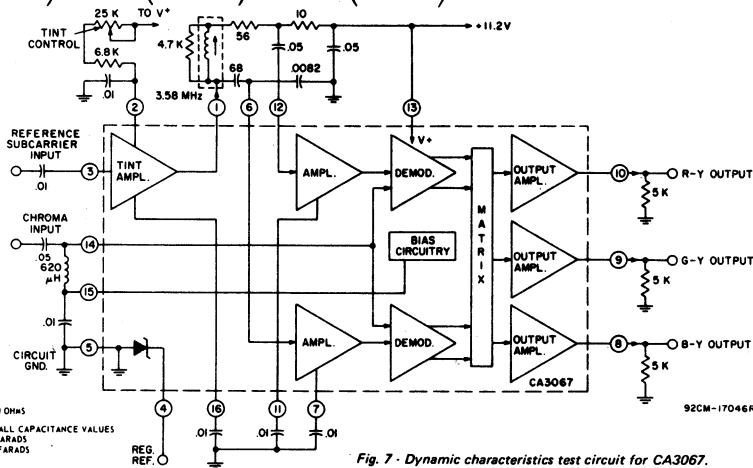 25 K
TO V+
TINT
CONTROL
6.8 K
.01
4.7 K
3.58 MHz
56
10
.05
.05
68
.0082
+11.2V
2
1
6
12
13
V+
REFERENCE
SUBCARRIER
INPUT
.01
3
TINT
AMPL.
AMPL.
DEMOD.
MATRIX
OUTPUT
AMPL.
10
R-Y OUTPUT
5 K
CHROMA
INPUT
.05
14
620
μH
15
BIAS
CIRCUITRY
OUTPUT
AMPL.
9
G-Y OUTPUT
5 K
.01
5
CIRCUIT
GND.
AMPL.
DEMOD.
OUTPUT
AMPL.
8
B-Y OUTPUT
5 K
CA3067
4
16
11
7
.01
.01
.01
REG.
REF.
OHMS
ALL CAPACITANCE VALUES
ARADS
FARADS
92CM-17046R
Fig. 7 - Dynamic characteristics test circuit for CA3067.